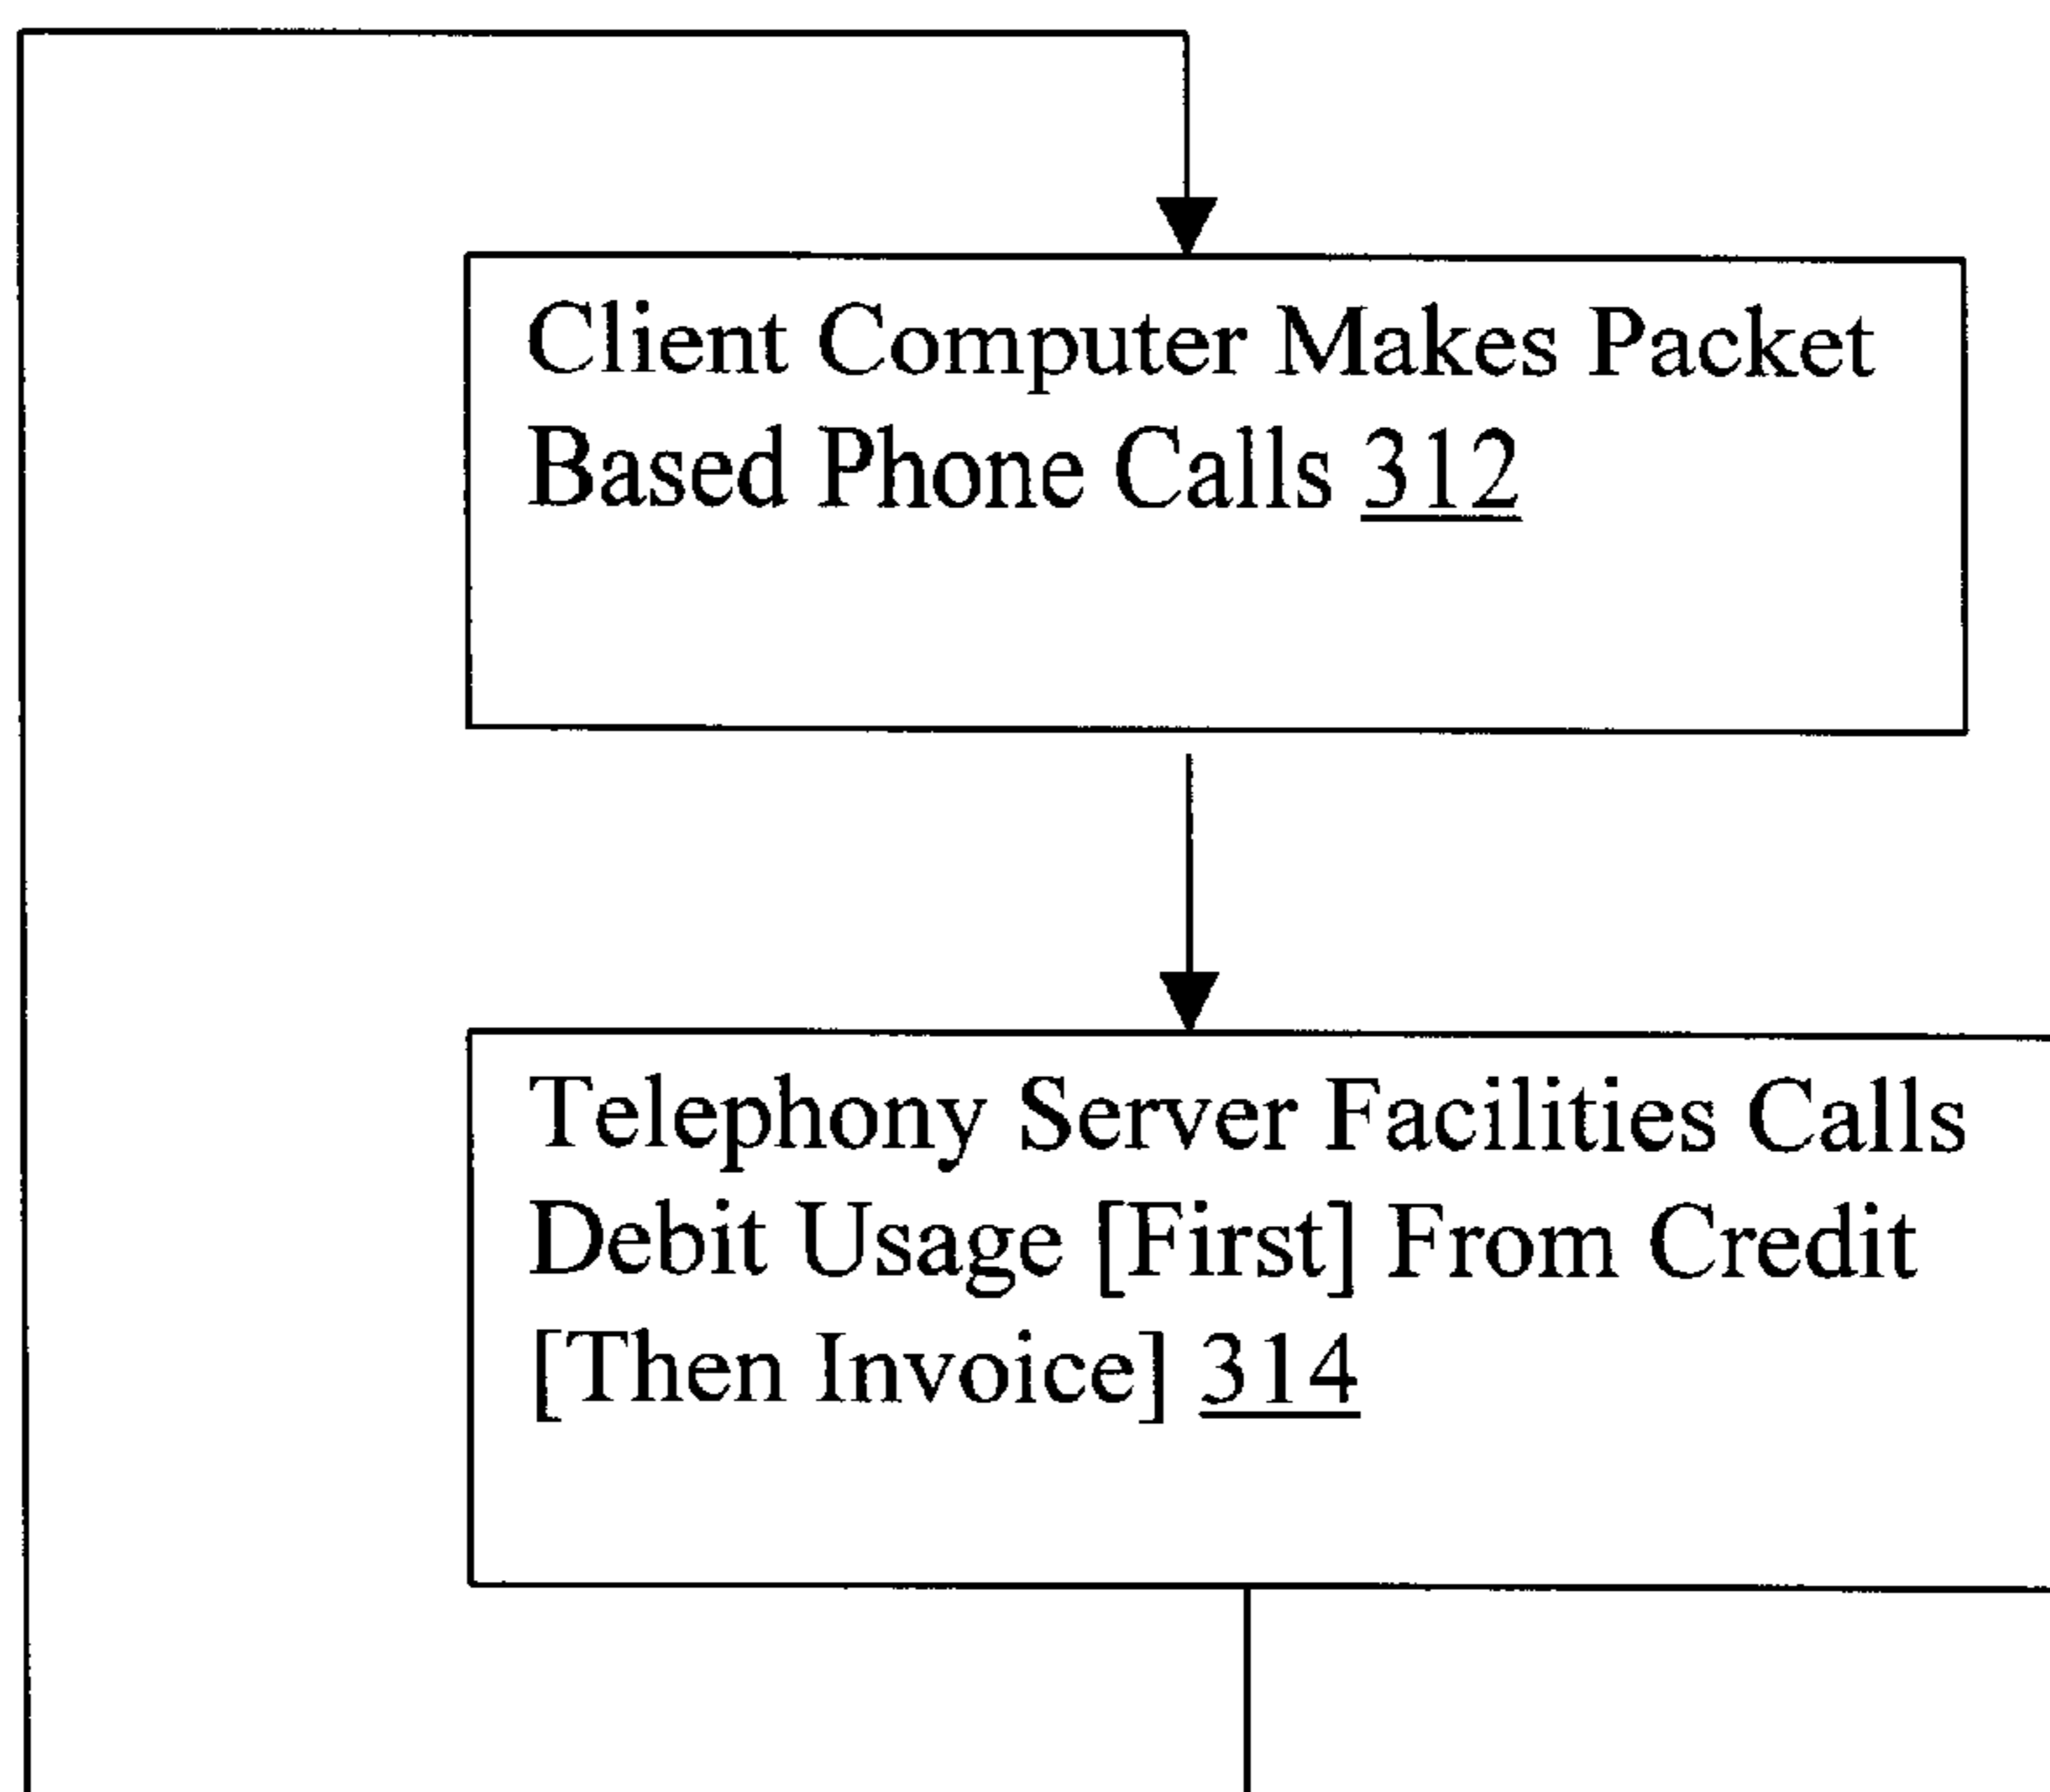 Client Computer Makes Packet
Based Phone Calls 312
Telephony Server Facilities Calls
Debit Usage [First] From Credit
[Then Invoice] 314